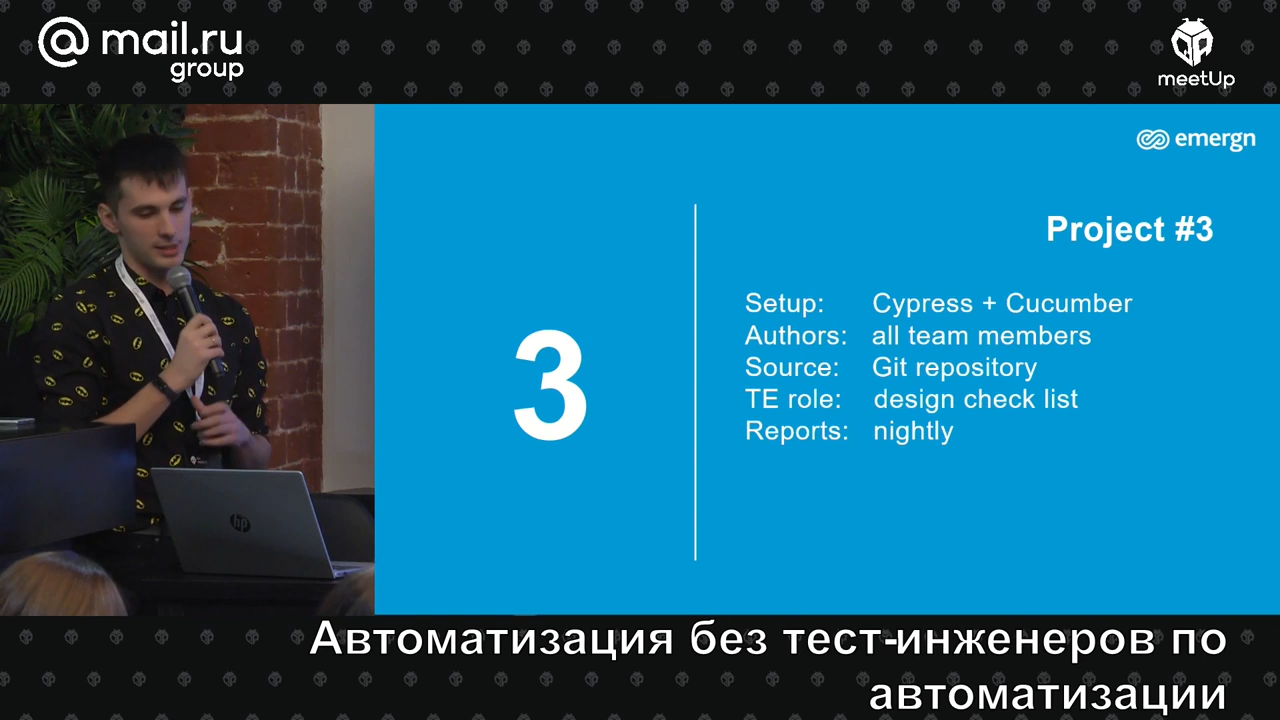 @mail.ru
group
meetUp
emergn
Project #3
3
Setup: Cypress + Cucumber
Authors: all team members
Source: Git repository
TE role: design check list
Reports: nightly
hp
Автоматизация без тест-инженеров по
автоматизации